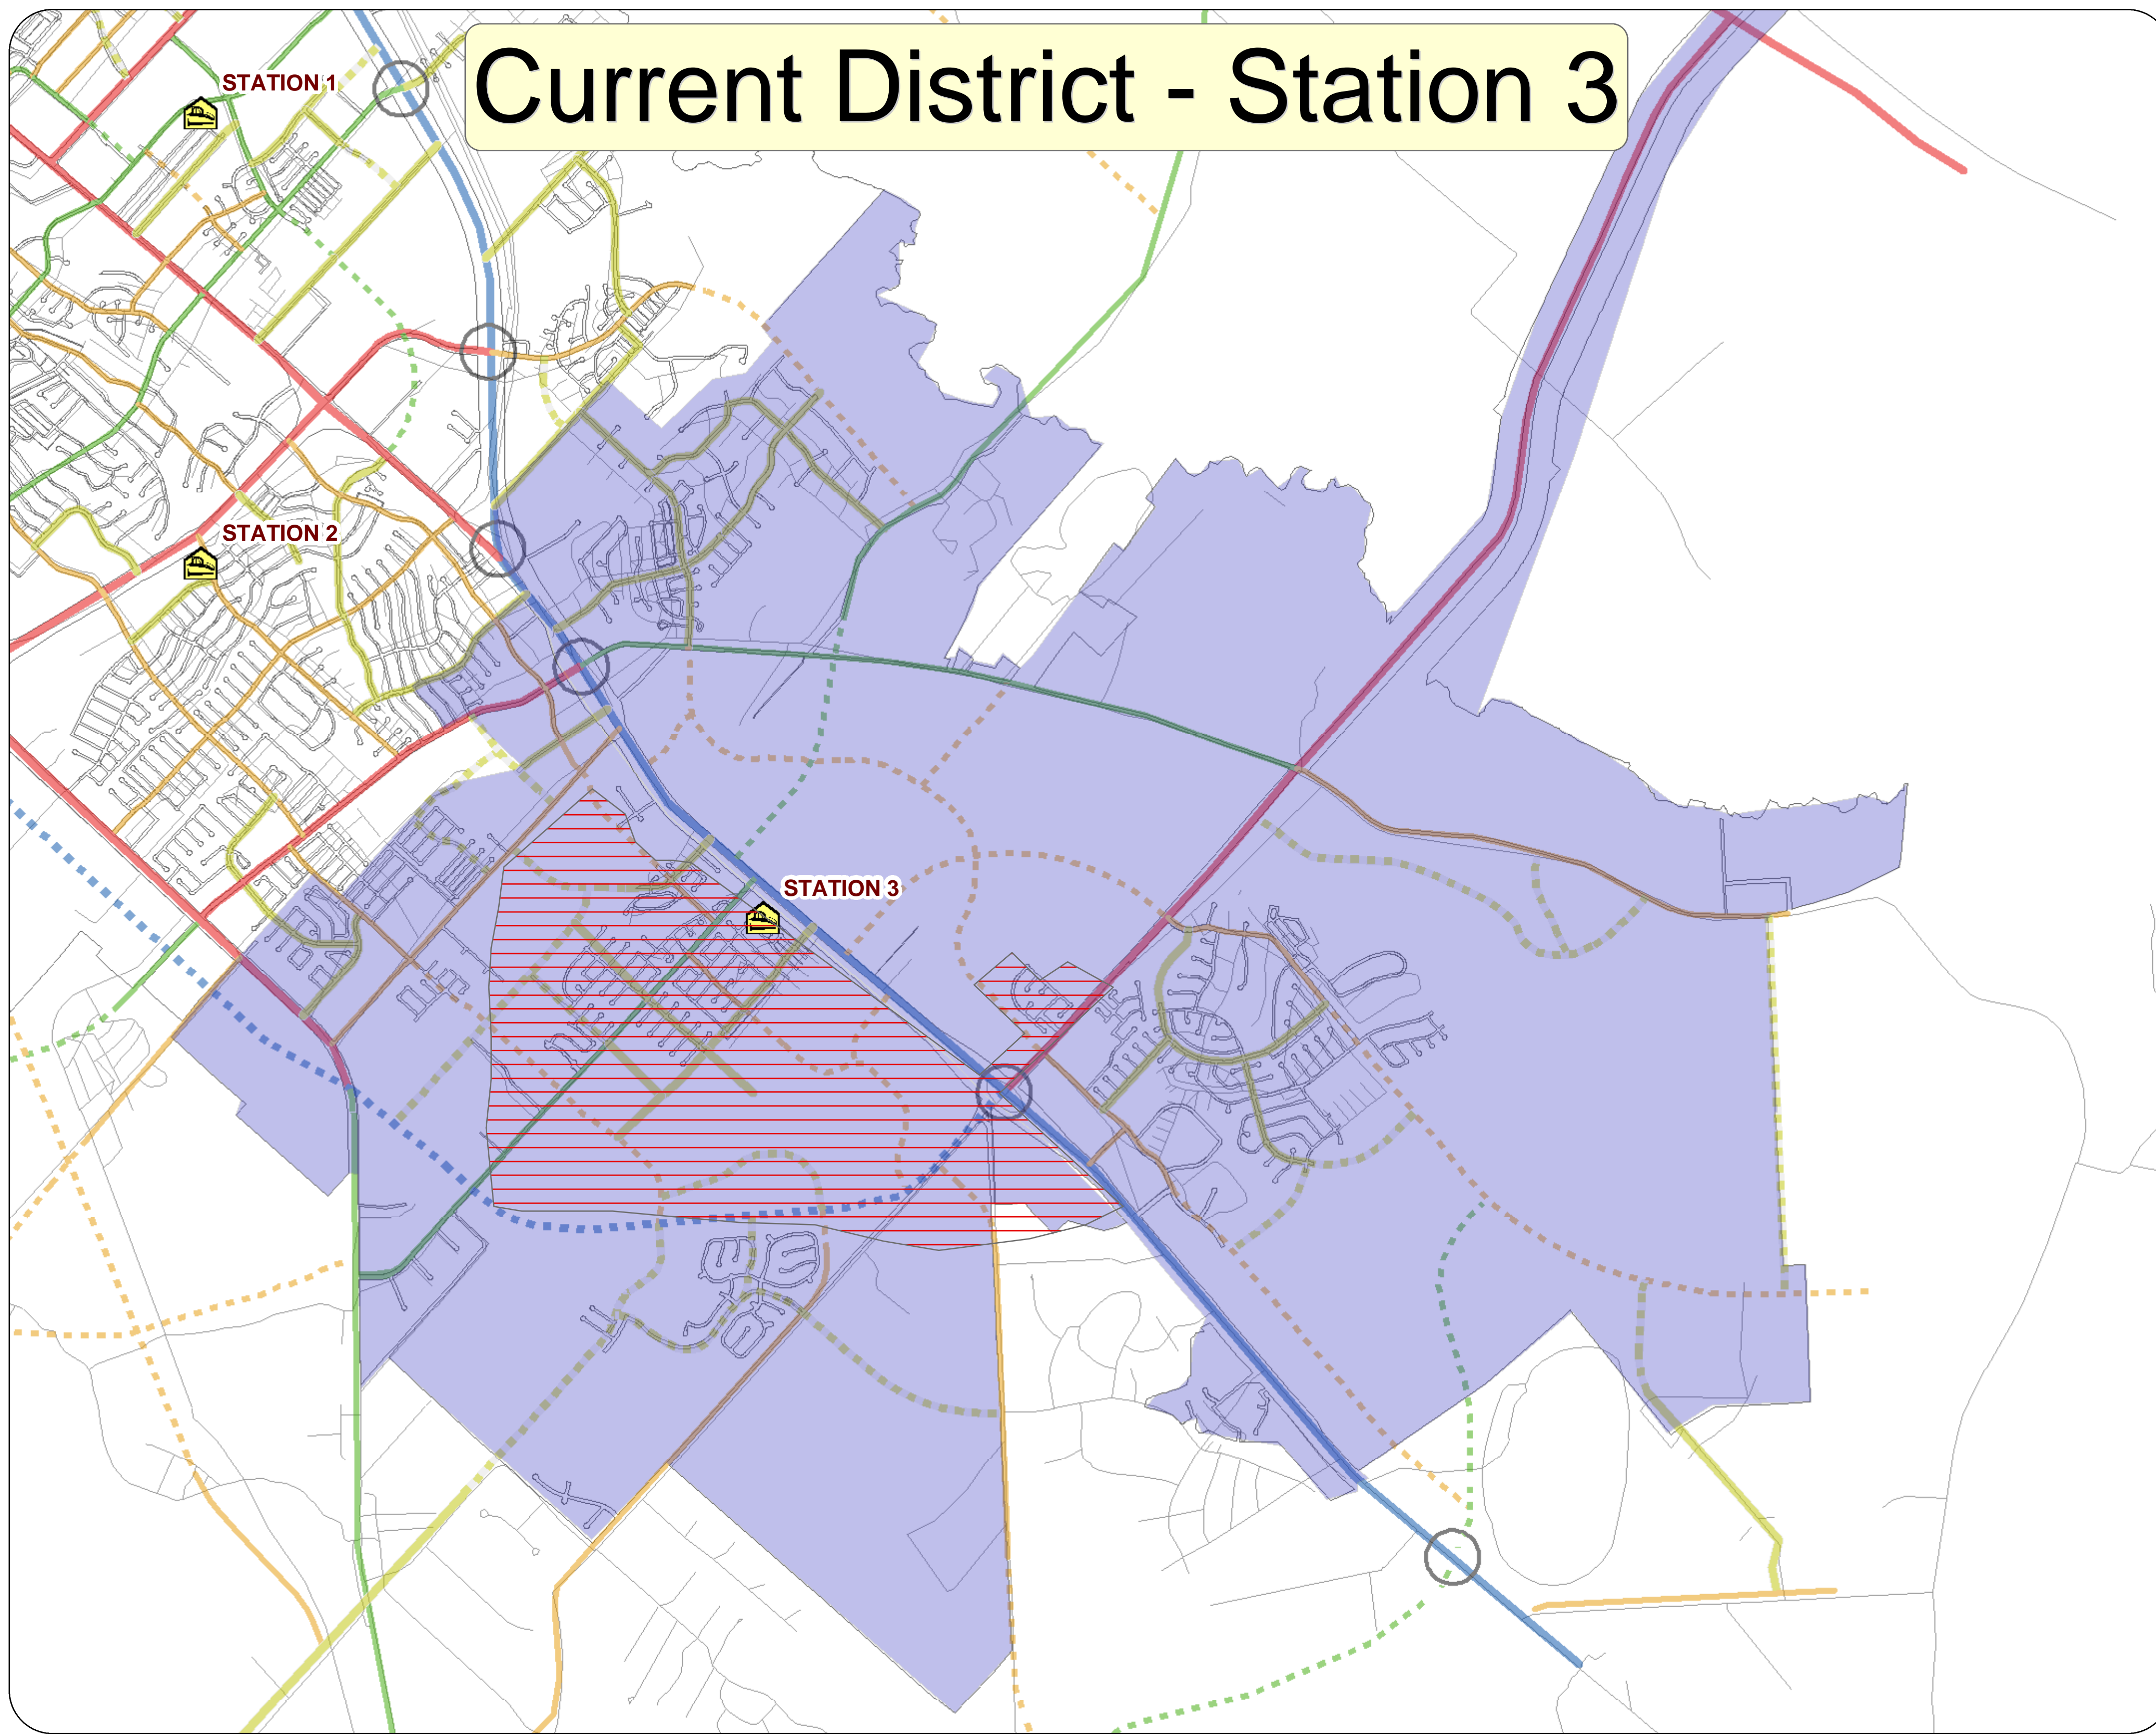 Current District - Station 3
STATION 1
STATION 2
STATION 3